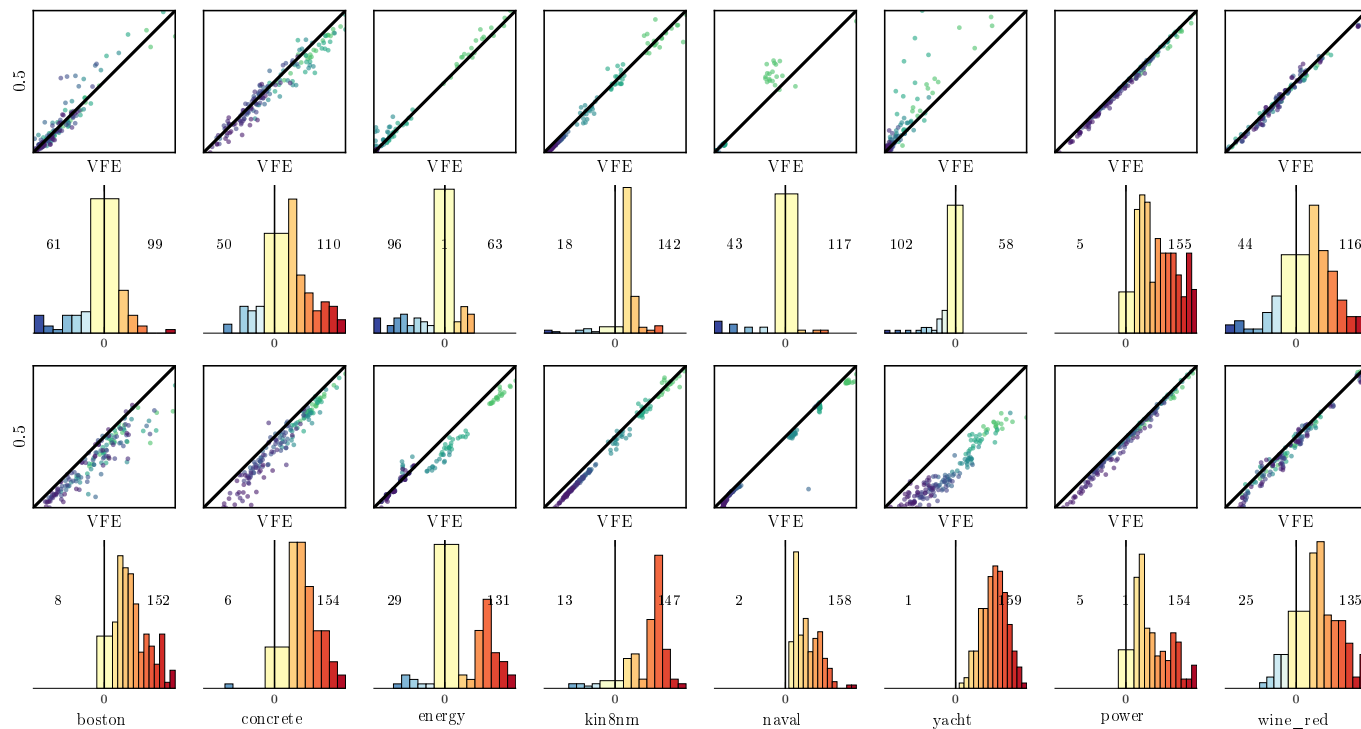 0.5
VFE VFE VFE VFE VFE VFE VFE VFE
61 99 50 110 96 1 63 18 142 43 117 102 58 5 155 44 116
0 0 0 0 0 0 0 0
0.5
VFE VFE VFE VFE VFE VFE VFE VFE
8 152 6 154 29 131 13 147 2 158 1 159 5 1 154 25 135
0 0 0 0 0 0 0 0
boston concrete energy kin8nm naval yacht power wine_red